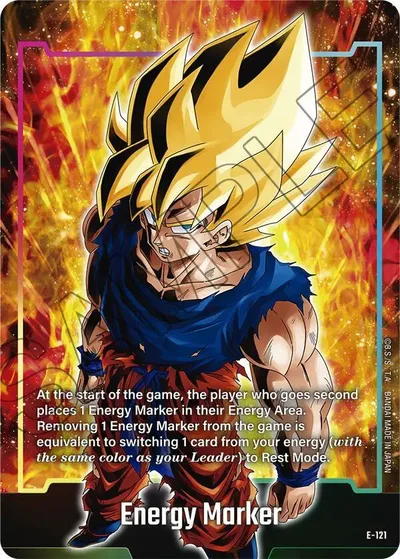 SAMPLE
At the start of the game, the player who goes second
places 1 Energy Marker in their Energy Area.
Removing 1 Energy Marker from the game is
equivalent to switching 1 card from your energy (with
the same color as your Leader) to Rest Mode.
Energy Marker
E-121
©B.S./S., T.A. BANDAI MADE IN JAPAN